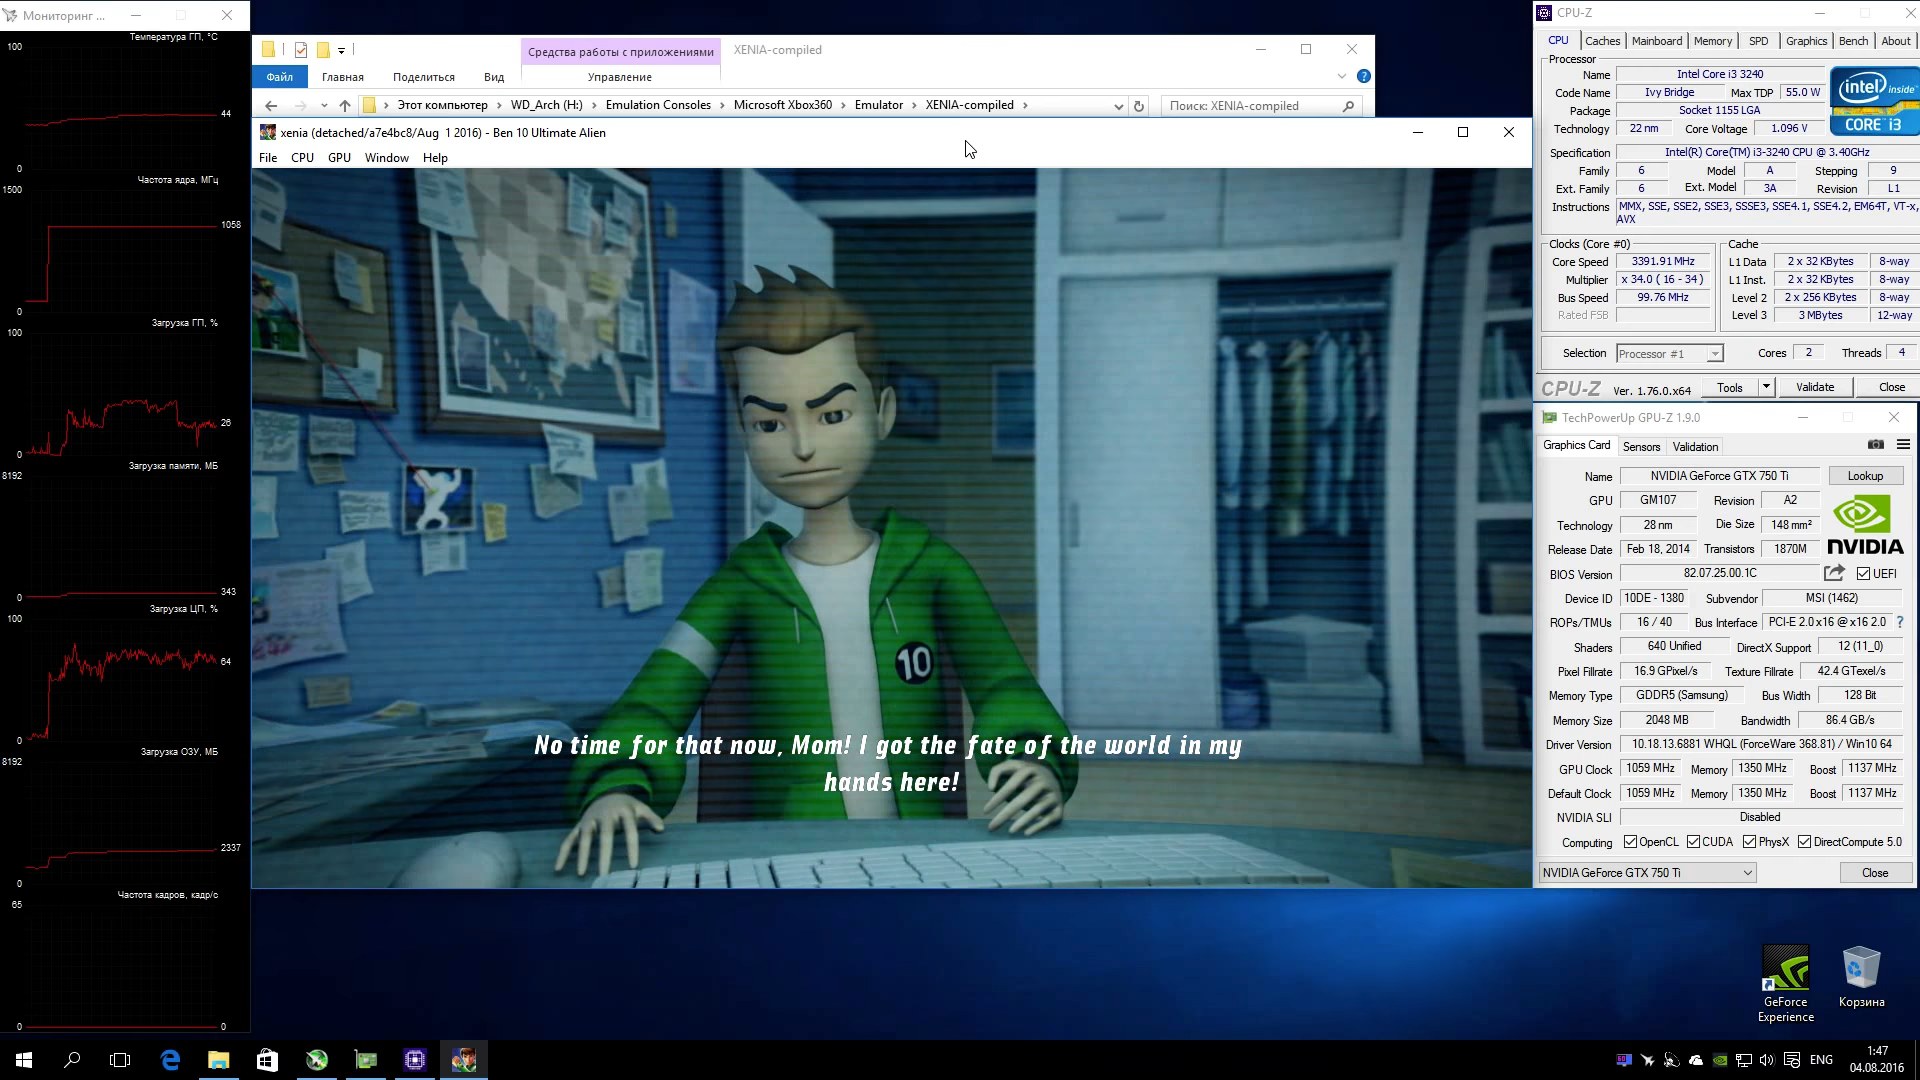 Мониторинг ...
Температура ГП, °C
100
44
0
Частота ядра, МГц
1500
1058
0
Загрузка ГП, %
100
26
0
Загрузка памяти, МБ
8192
343
0
Загрузка ЦП, %
100
64
0
Загрузка ОЗУ, МБ
8192
2337
0
Частота кадров, кадр/с
65
0
0
Средства работы с приложениями
XENIA-compiled
Файл
Главная
Поделиться
Вид
Управление
Этот компьютер > WD_Arch (H:) > Emulation Consoles > Microsoft Xbox360 > Emulator > XENIA-compiled >
Поиск: XENIA-compiled
xenia (detached/a7e4bc8/Aug 1 2016) - Ben 10 Ultimate Alien
File CPU GPU Window Help
10
No time for that now, Mom! I got the fate of the world in my
hands here!
CPU-Z
CPU Caches Mainboard Memory SPD Graphics Bench About
Processor
Name Intel Core i3 3240
Code Name Ivy Bridge Max TDP 55.0 W
Package Socket 1155 LGA
Technology 22 nm Core Voltage 1.096 V
intel inside™
CORE i3
Specification Intel(R) Core(TM) i3-3240 CPU @ 3.40GHz
Family 6 Model A Stepping 9
Ext. Family 6 Ext. Model 3A Revision L1
Instructions MMX, SSE, SSE2, SSE3, SSSE3, SSE4.1, SSE4.2, EM64T, VT-x,
AVX
Clocks (Core #0)
Core Speed 3391.91 MHz
Multiplier x 34.0 ( 16 - 34 )
Bus Speed 99.76 MHz
Rated FSB
Cache
L1 Data 2 x 32 KBytes 8-way
L1 Inst. 2 x 32 KBytes 8-way
Level 2 2 x 256 KBytes 8-way
Level 3 3 MBytes 12-way
Selection Processor #1 Cores 2 Threads 4
CPU-Z Ver. 1.76.0.x64 Tools Validate Close
TechPowerUp GPU-Z 1.9.0
Graphics Card Sensors Validation
Name NVIDIA GeForce GTX 750 Ti Lookup
GPU GM107 Revision A2
Technology 28 nm Die Size 148 mm²
Release Date Feb 18, 2014 Transistors 1870M
NVIDIA
BIOS Version 82.07.25.00.1C UEFI
Device ID 10DE - 1380 Subvendor MSI (1462)
ROPs/TMUs 16 / 40 Bus Interface PCI-E 2.0 x16 @ x16 2.0 ?
Shaders 640 Unified DirectX Support 12 (11_0)
Pixel Fillrate 16.9 GPixel/s Texture Fillrate 42.4 GTexel/s
Memory Type GDDR5 (Samsung) Bus Width 128 Bit
Memory Size 2048 MB Bandwidth 86.4 GB/s
Driver Version 10.18.13.6881 WHQL (ForceWare 368.81) / Win10 64
GPU Clock 1059 MHz Memory 1350 MHz Boost 1137 MHz
Default Clock 1059 MHz Memory 1350 MHz Boost 1137 MHz
NVIDIA SLI Disabled
Computing OpenCL CUDA PhysX DirectCompute 5.0
NVIDIA GeForce GTX 750 Ti Close
GeForce
Experience
Корзина
ENG
1:47
04.08.2016